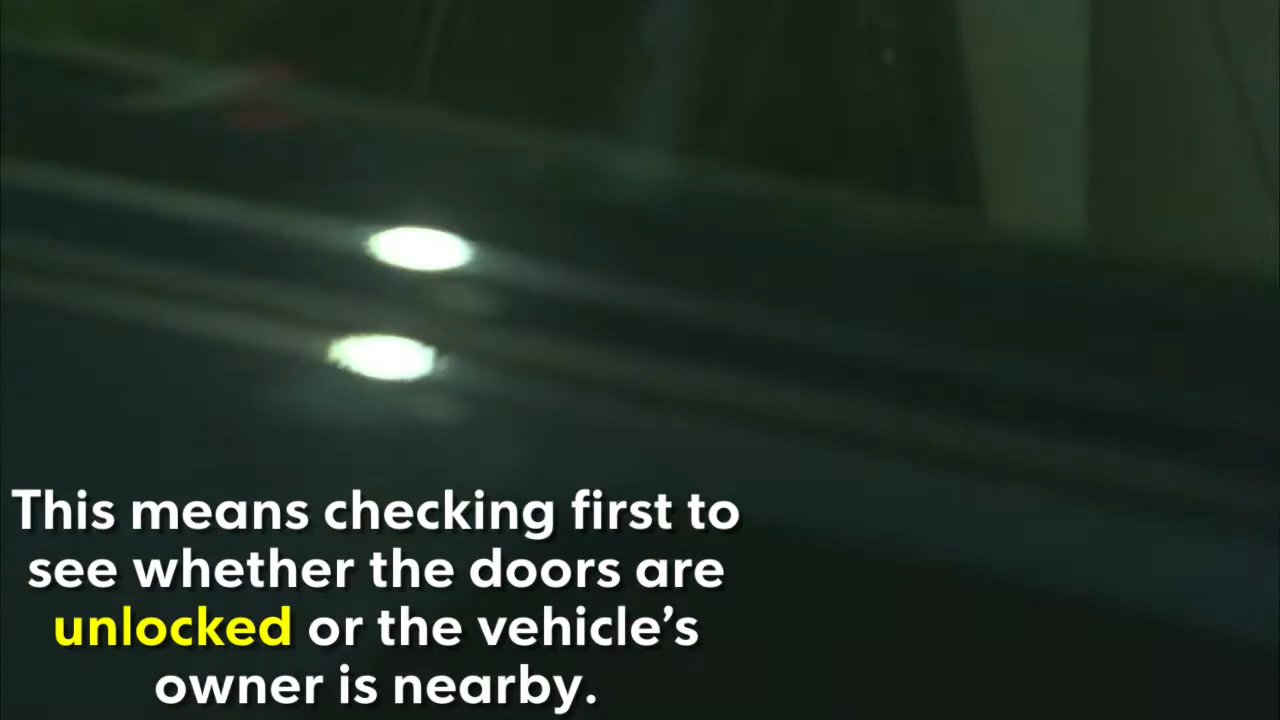 This means checking first to
see whether the doors are
unlocked or the vehicle’s
owner is nearby.